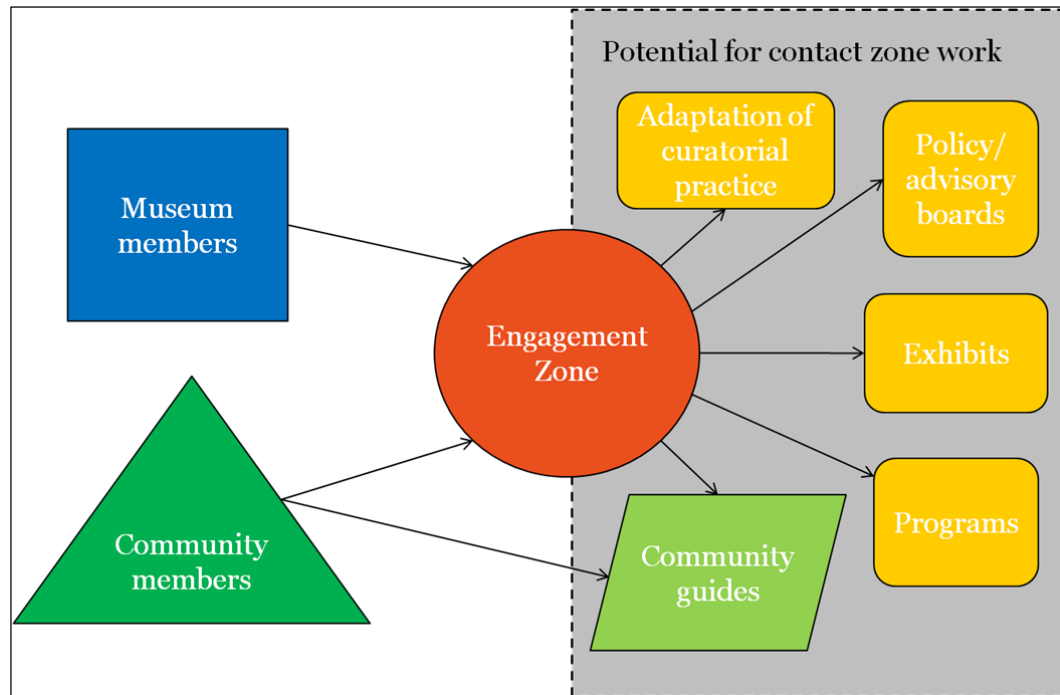 Potential for contact zone work
Adaptation of
curatorial
practice
Policy/
advisory
boards
Museum
members
Engagement
Zone
Exhibits
Community
members
Community
guides
Programs